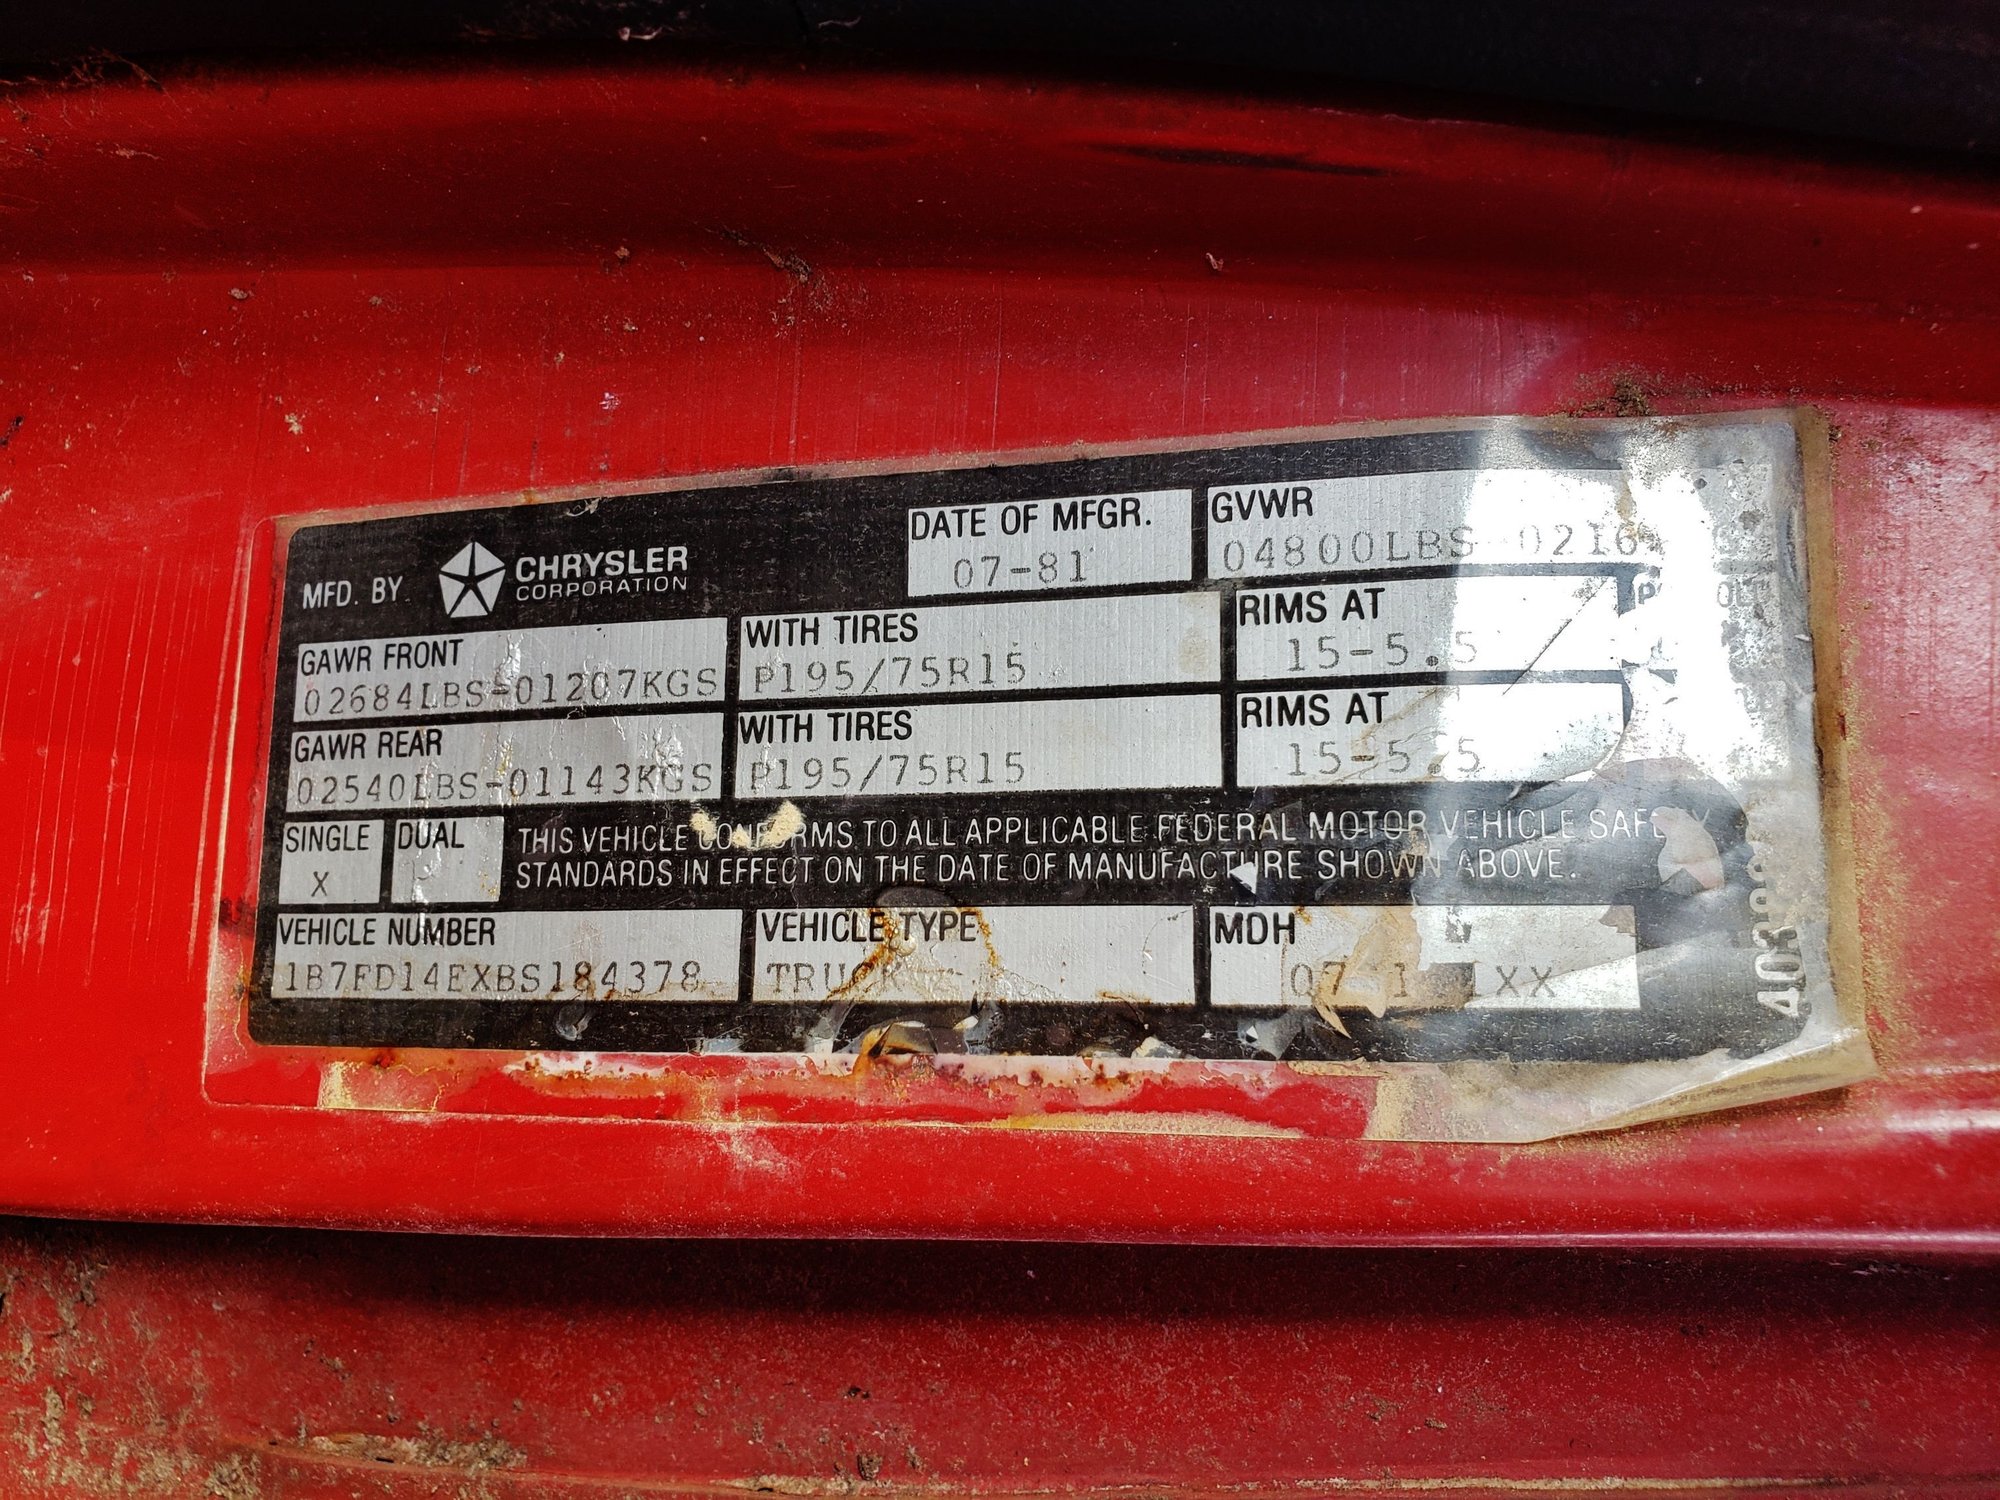 MFD. BY CHRYSLER
CORPORATION
DATE OF MFGR.
07-81
GVWR
04800LBS
GAWR FRONT
02684LBS-01207KGS
WITH TIRES
P195/75R15
RIMS AT
15-5.5
GAWR REAR
02540LBS-01143KGS
WITH TIRES
P195/75R15
RIMS AT
15-5.5
SINGLE
X
DUAL
THIS VEHICLE CONFORMS TO ALL APPLICABLE FEDERAL MOTOR VEHICLE SAFETY
STANDARDS IN EFFECT ON THE DATE OF MANUFACTURE SHOWN ABOVE.
VEHICLE NUMBER
1B7FD14EXBS184378
VEHICLE TYPE
TRUCK
MDH